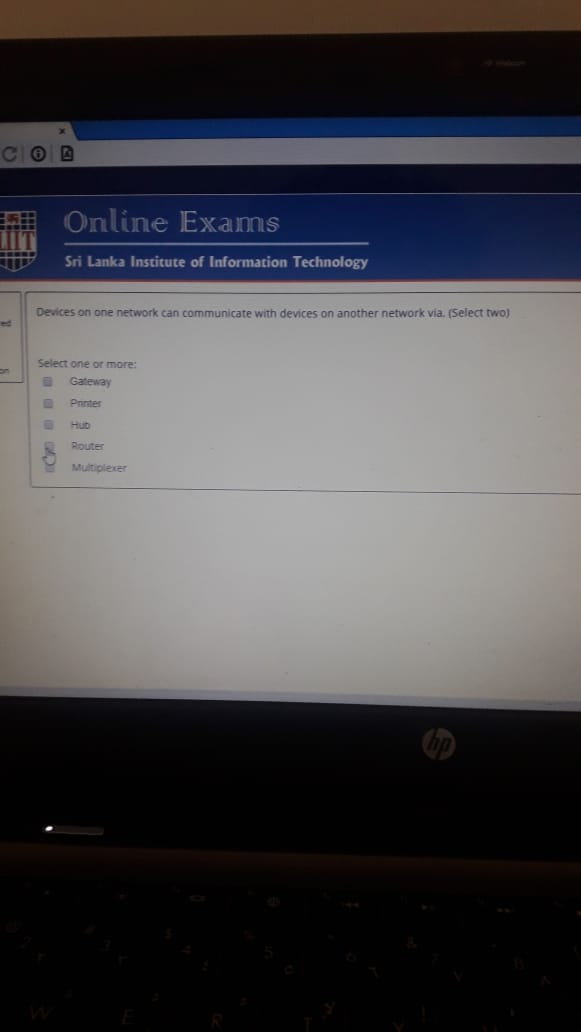 Online Exams
LIIT
Sri Lanka Institute of Information Technology
Devices on one network can communicate with devices on another network via. (Select two)
Select one or more:
Gateway
Printer
Hub
Router
Multiplexer
hp
W E R T